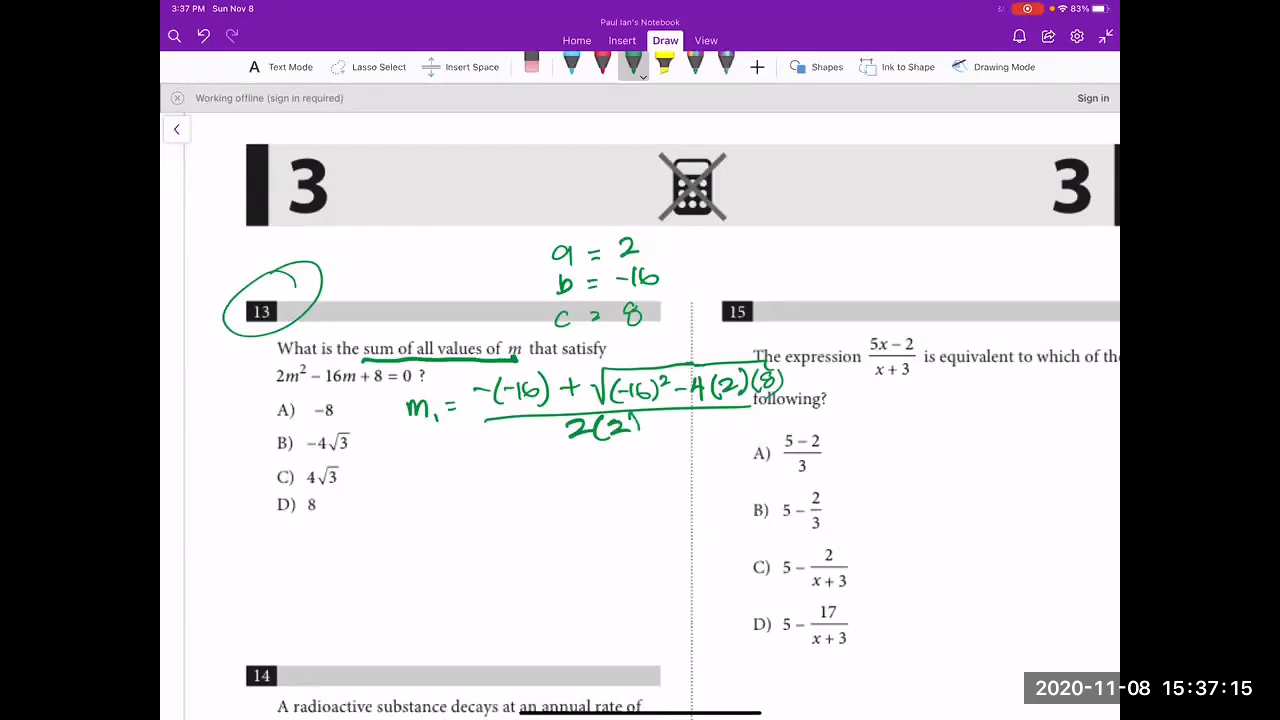 3:37 PM Sun Nov 8
83%
Paul Ian's Notebook
Home Insert Draw View
A Text Mode Lasso Select Insert Space + Shapes Ink to Shape Drawing Mode
Working offline (sign in required) Sign in
3 3
a = 2
b = -16
c = 8
13
What is the sum of all values of m that satisfy
2m² − 16m + 8 = 0 ?
m₁ = (-(-16) + √((-16)² - 4(2)(8))) / 2(2)
A) −8
B) −4√3
C) 4√3
D) 8
14
A radioactive substance decays at an annual rate of
15
The expression (5x − 2)/(x + 3) is equivalent to which of the
following?
A) (5 − 2)/3
B) 5 − 2/3
C) 5 − 2/(x + 3)
D) 5 − 17/(x + 3)
2020-11-08 15:37:15